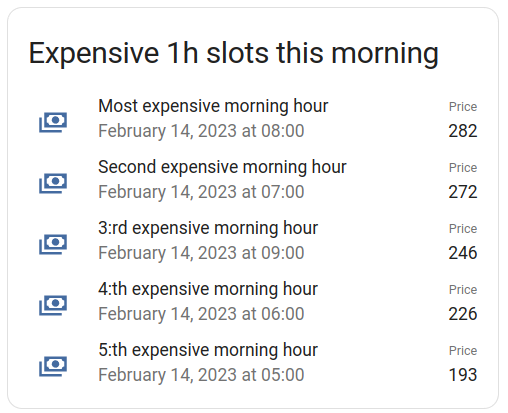 Expensive 1h slots this morning
Most expensive morning hour Price
February 14, 2023 at 08:00 282
Second expensive morning hour Price
February 14, 2023 at 07:00 272
3:rd expensive morning hour Price
February 14, 2023 at 09:00 246
4:th expensive morning hour Price
February 14, 2023 at 06:00 226
5:th expensive morning hour Price
February 14, 2023 at 05:00 193